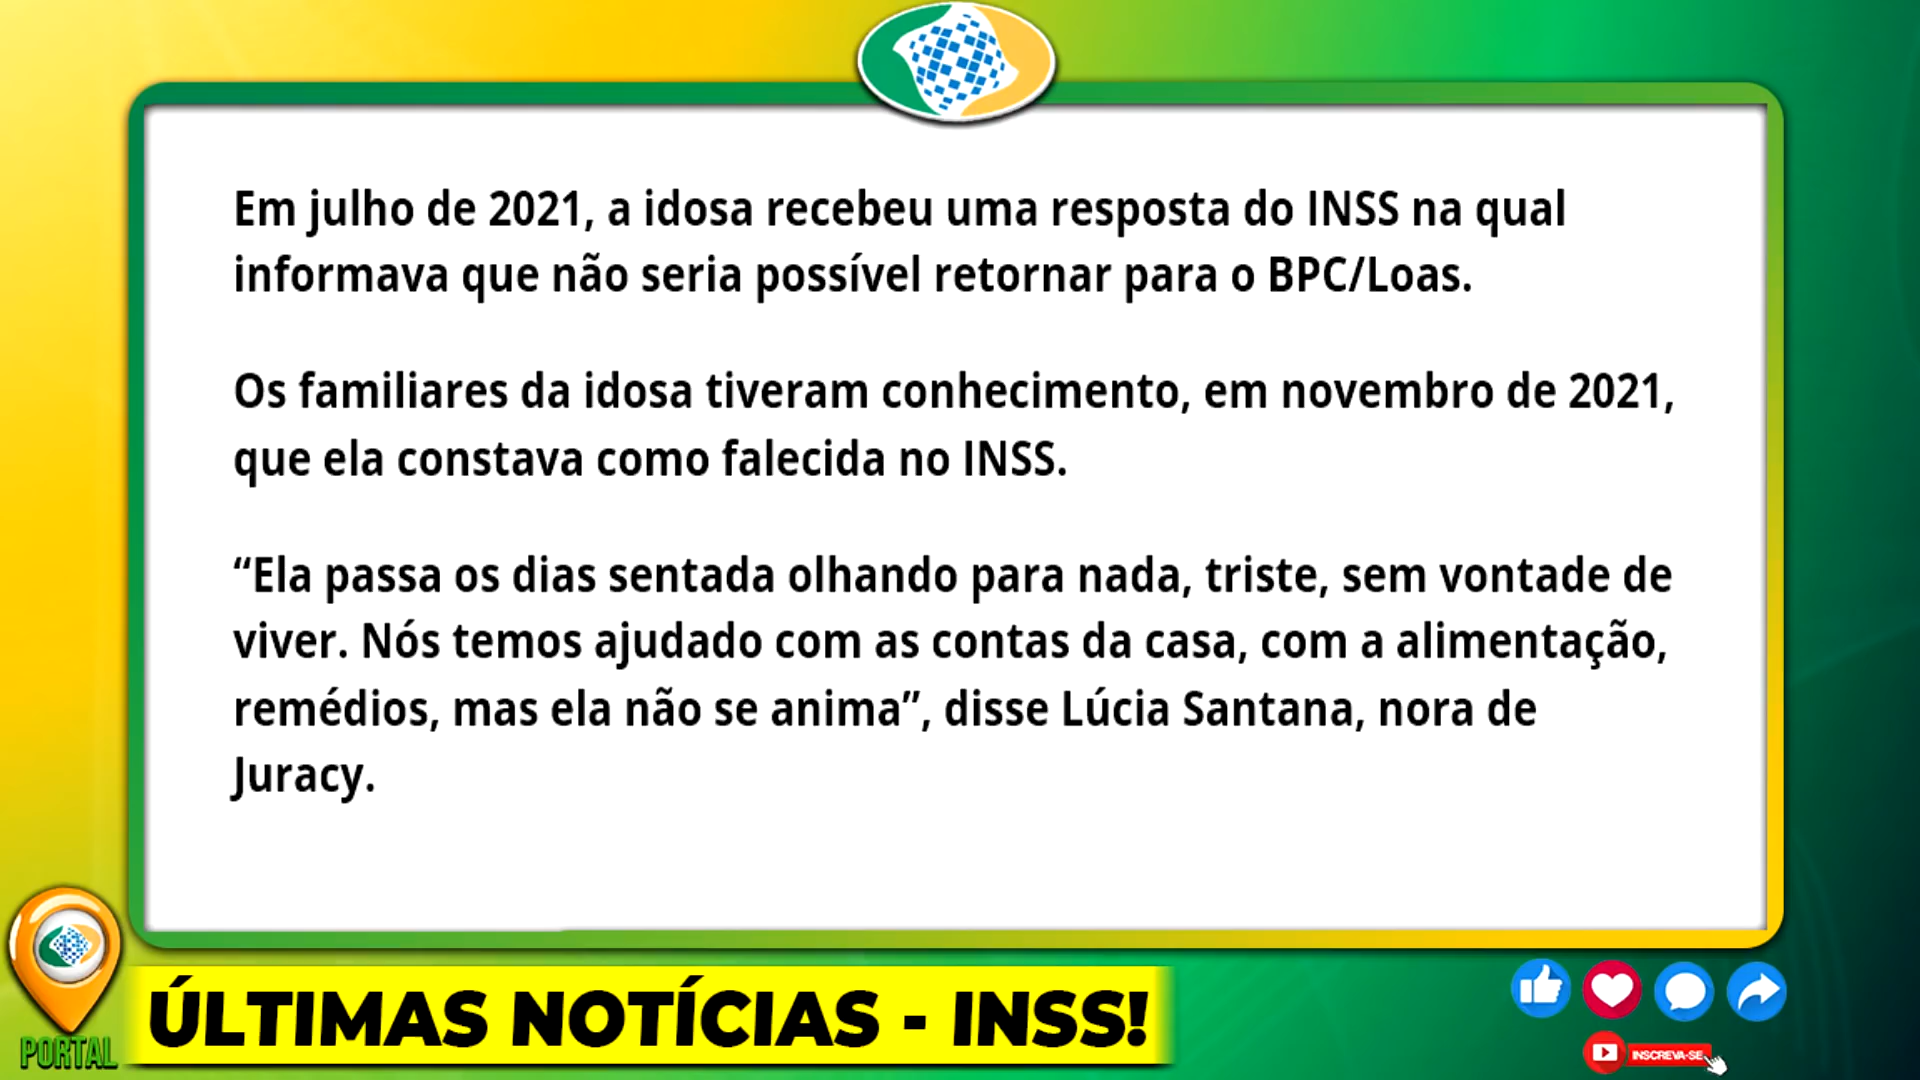 Em julho de 2021, a idosa recebeu uma resposta do INSS na qual
informava que não seria possível retornar para o BPC/Loas.
Os familiares da idosa tiveram conhecimento, em novembro de 2021,
que ela constava como falecida no INSS.
“Ela passa os dias sentada olhando para nada, triste, sem vontade de
viver. Nós temos ajudado com as contas da casa, com a alimentação,
remédios, mas ela não se anima”, disse Lúcia Santana, nora de
Juracy.
PORTAL
ÚLTIMAS NOTÍCIAS - INSS!
INSCREVA-SE